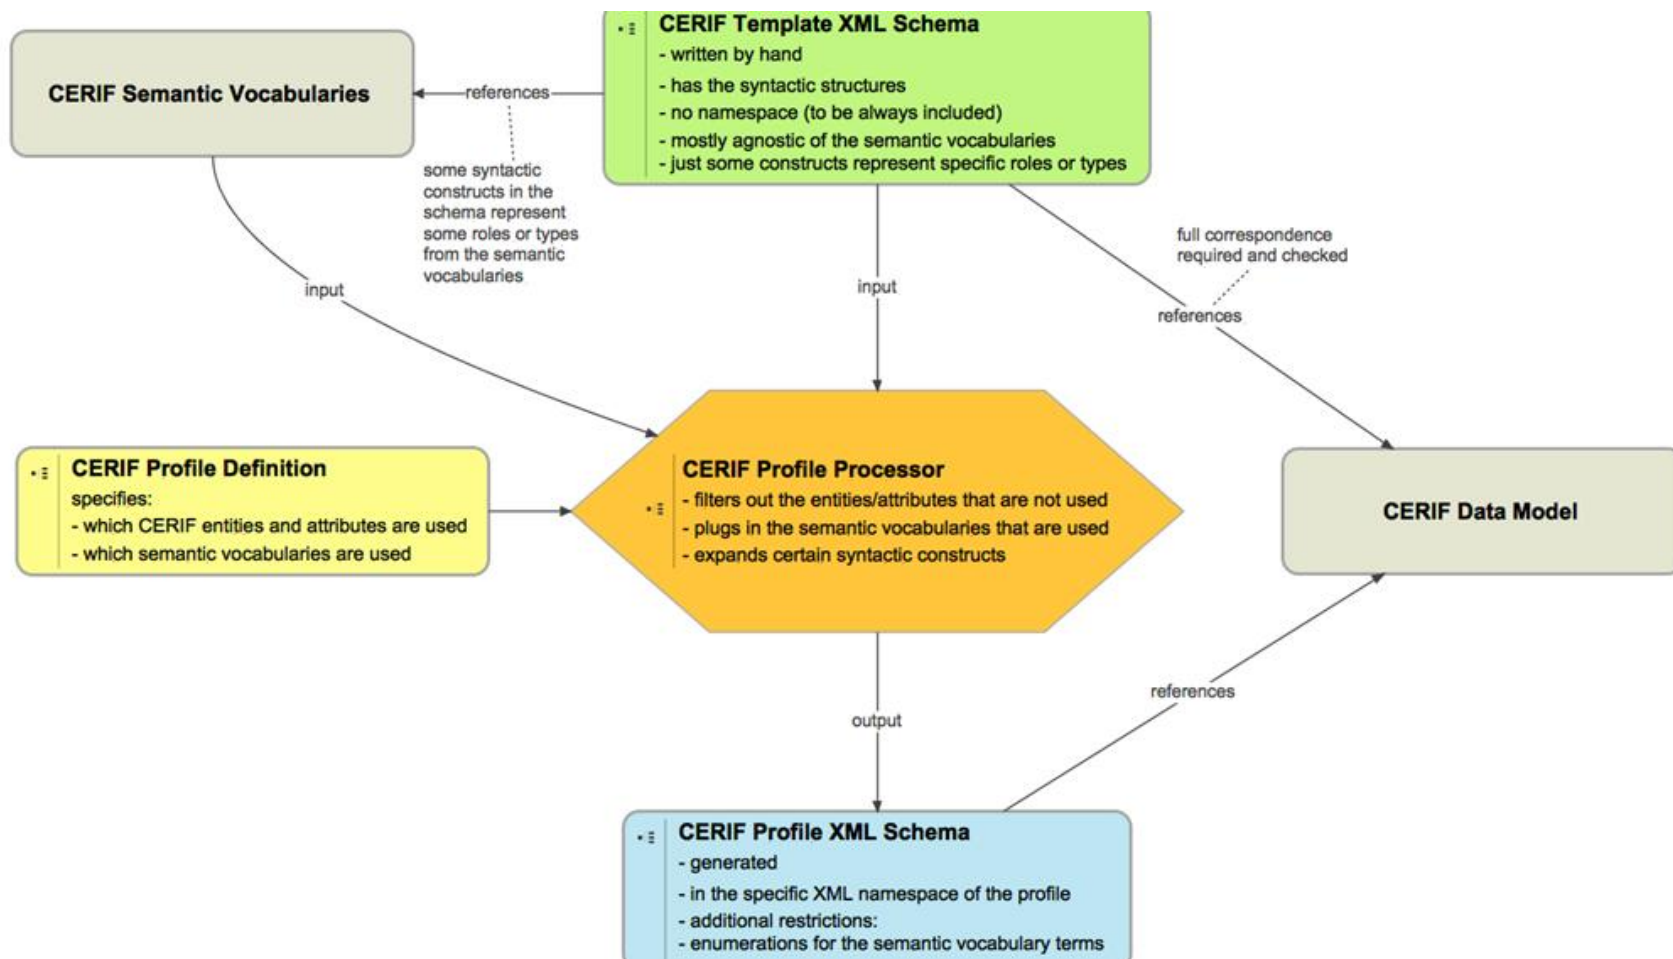 CERIF Template XML Schema
- written by hand
- has the syntactic structures
- no namespace (to be always included)
- mostly agnostic of the semantic vocabularies
- just some constructs represent specific roles or types
CERIF Semantic Vocabularies
references
some syntactic
constructs in the
schema represent
some roles or types
from the semantic
vocabularies
full correspondence
required and checked
input
input
references
CERIF Profile Definition
specifies:
- which CERIF entities and attributes are used
- which semantic vocabularies are used
CERIF Profile Processor
- filters out the entities/attributes that are not used
- plugs in the semantic vocabularies that are used
- expands certain syntactic constructs
CERIF Data Model
references
output
CERIF Profile XML Schema
- generated
- in the specific XML namespace of the profile
- additional restrictions:
- enumerations for the semantic vocabulary terms